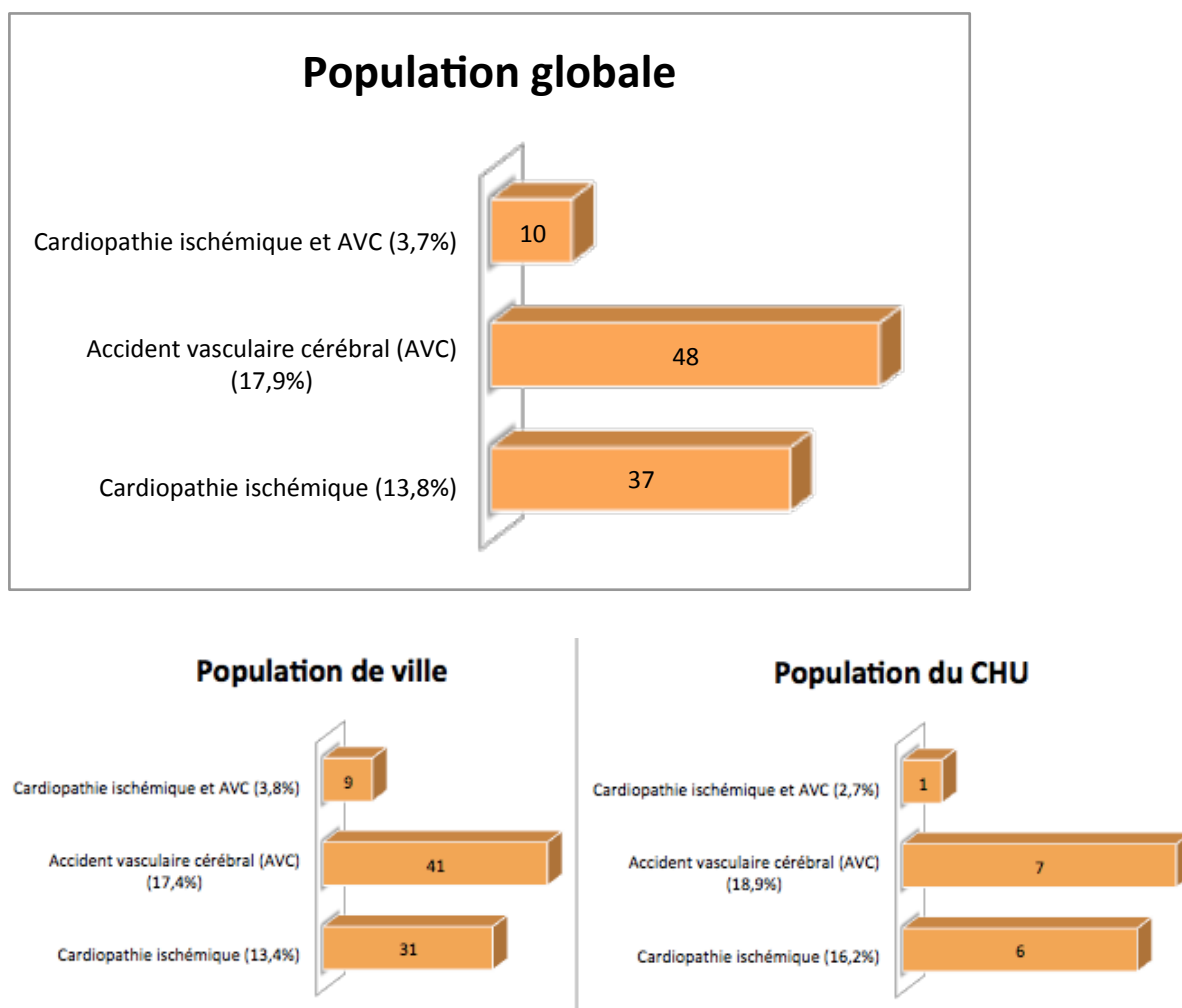 Population globale
Cardiopathie ischémique et AVC (3,7%)
10
Accident vasculaire cérébral (AVC)
(17,9%)
48
Cardiopathie ischémique (13,8%)
37
Population de ville
Cardiopathie ischémique et AVC (3,8%)
9
Accident vasculaire cérébral (AVC)
(17,4%)
41
Cardiopathie ischémique (13,4%)
31
Population du CHU
Cardiopathie ischémique et AVC (2,7%)
1
Accident vasculaire cérébral (AVC)
(18,9%)
7
Cardiopathie ischémique (16,2%)
6